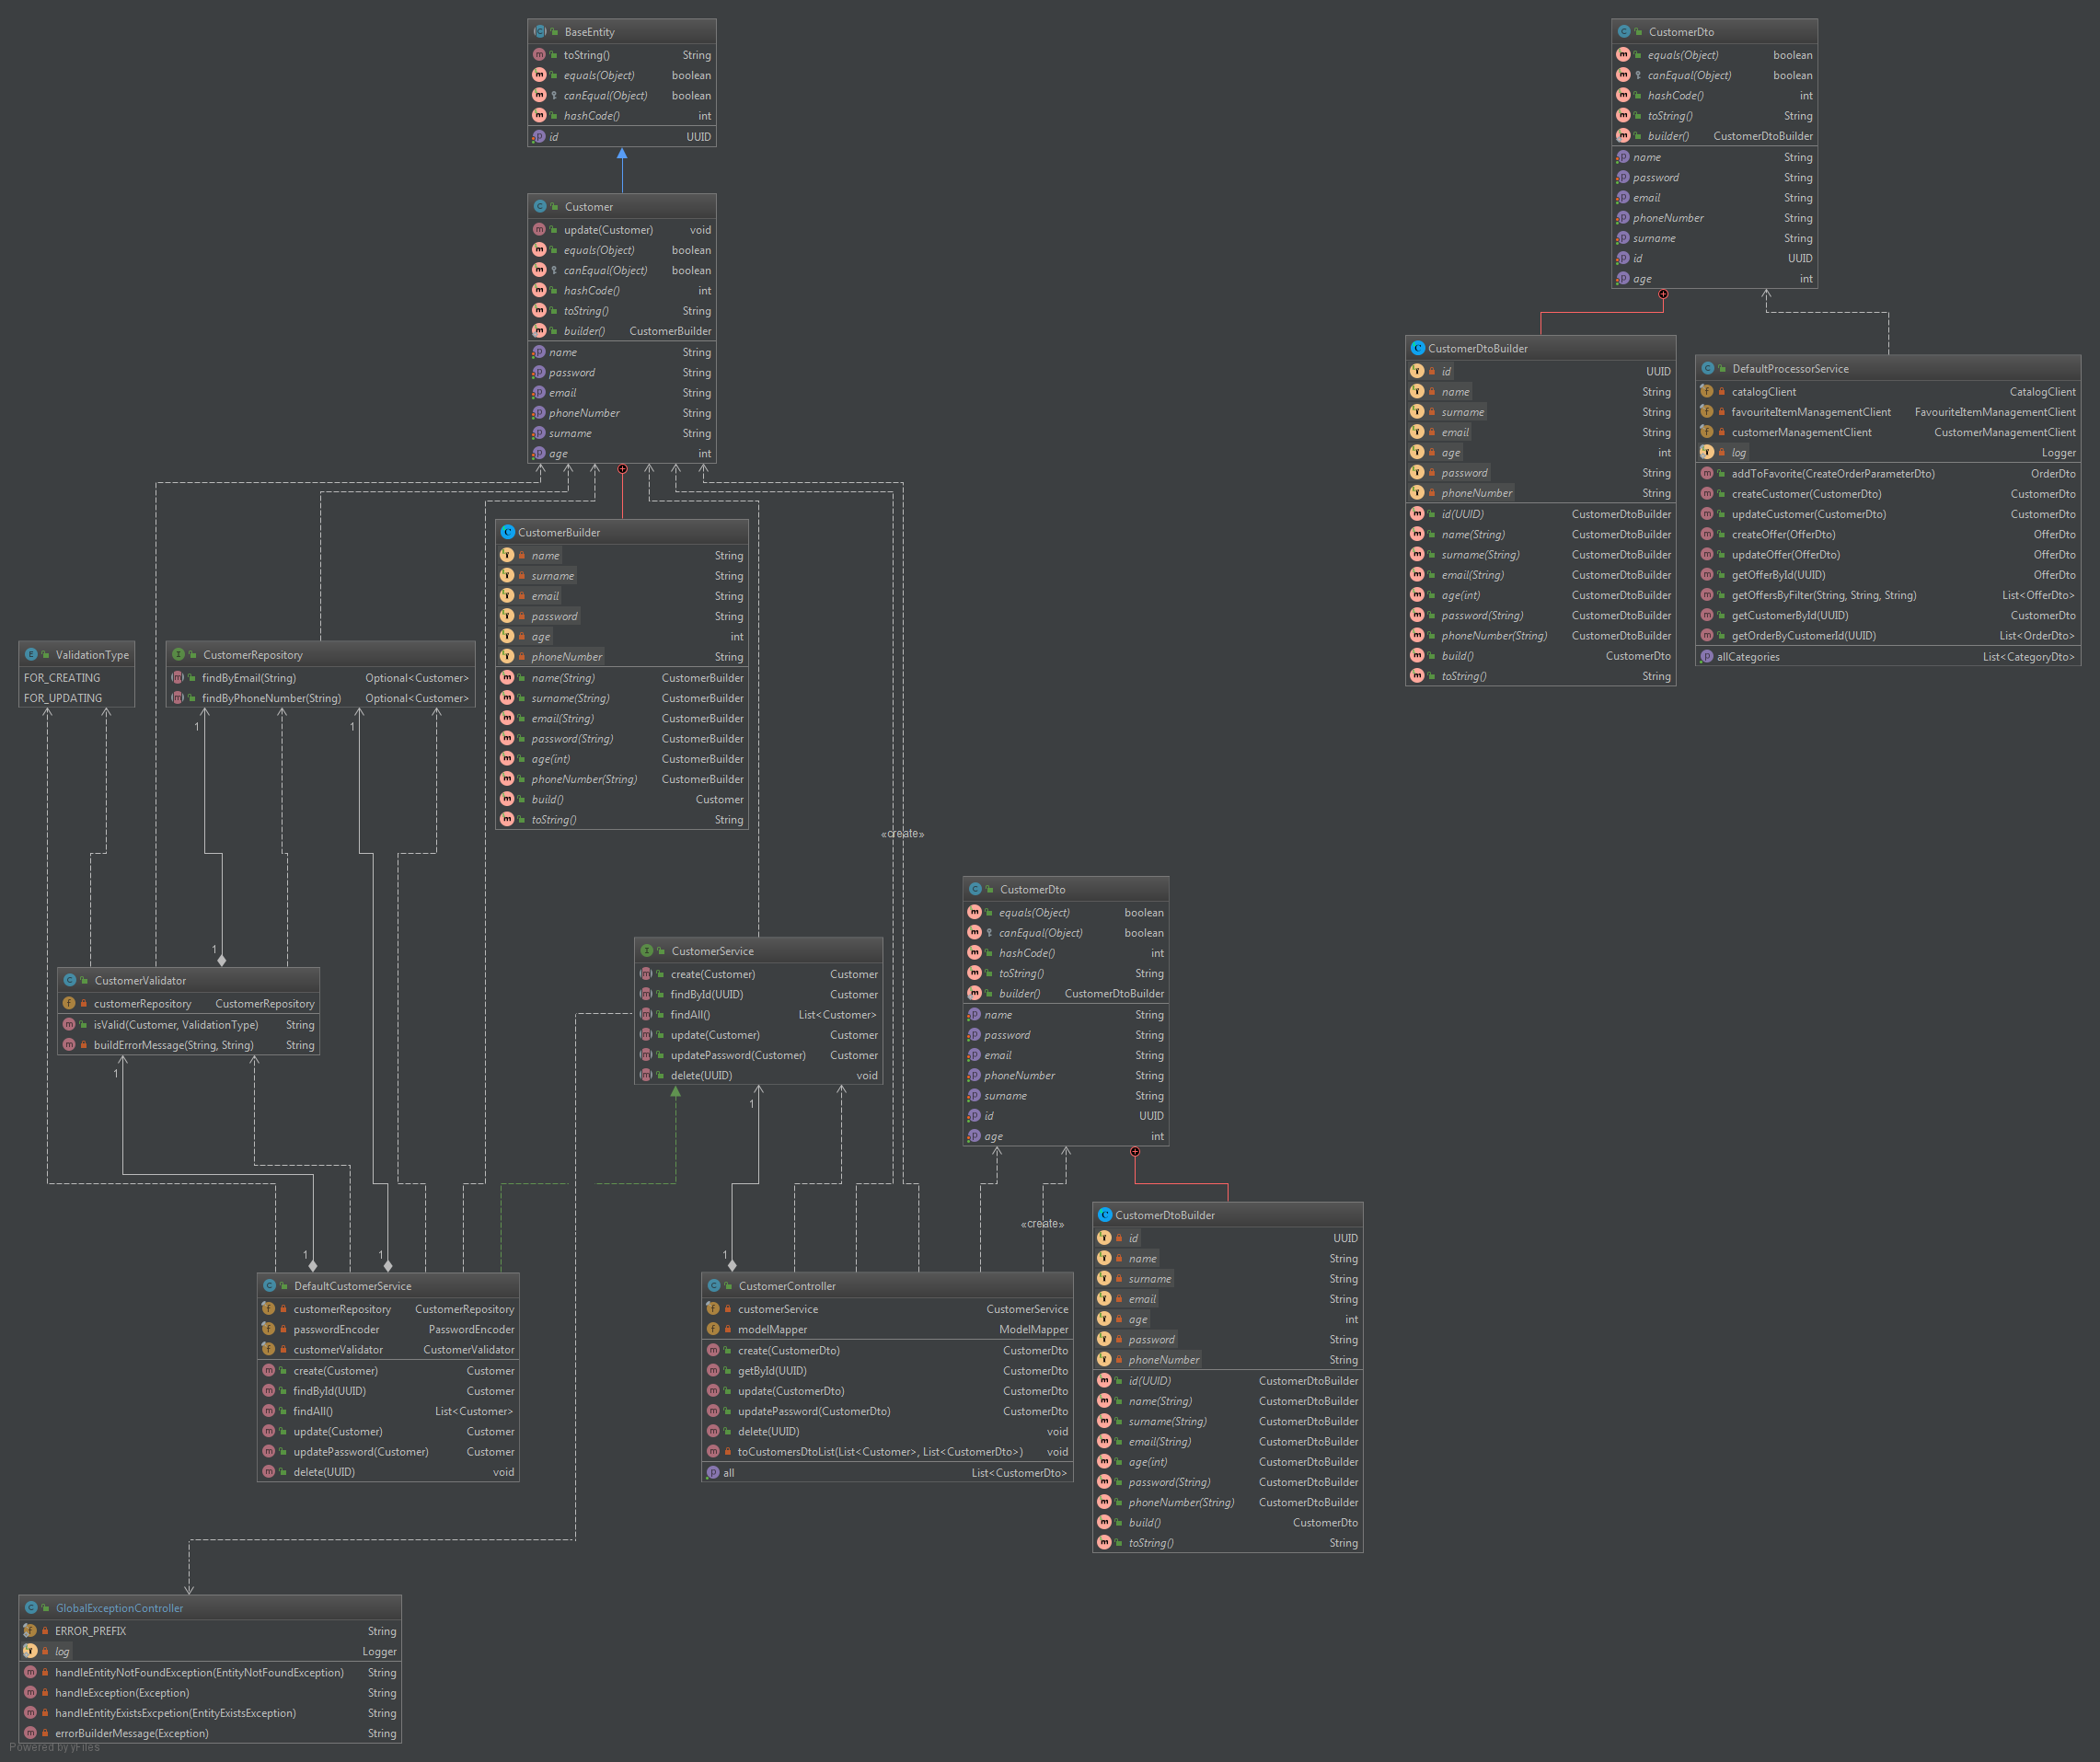 BaseEntity
toString() String
equals(Object) boolean
canEqual(Object) boolean
hashCode() int
id UUID
Customer
update(Customer) void
equals(Object) boolean
canEqual(Object) boolean
hashCode() int
toString() String
builder() CustomerBuilder
name String
password String
email String
phoneNumber String
surname String
age int
CustomerBuilder
name String
surname String
email String
password String
age int
phoneNumber String
name(String) CustomerBuilder
surname(String) CustomerBuilder
email(String) CustomerBuilder
password(String) CustomerBuilder
age(int) CustomerBuilder
phoneNumber(String) CustomerBuilder
build() Customer
toString() String
ValidationType
FOR_CREATING
FOR_UPDATING
CustomerRepository
findByEmail(String) Optional<Customer>
findByPhoneNumber(String) Optional<Customer>
1
1
«create»
1
CustomerValidator
customerRepository CustomerRepository
isValid(Customer, ValidationType) String
buildErrorMessage(String, String) String
1
CustomerService
create(Customer) Customer
findById(UUID) Customer
findAll() List<Customer>
update(Customer) Customer
updatePassword(Customer) Customer
delete(UUID) void
1
CustomerDto
equals(Object) boolean
canEqual(Object) boolean
hashCode() int
toString() String
builder() CustomerDtoBuilder
name String
password String
email String
phoneNumber String
surname String
id UUID
age int
«create»
1
1
1
DefaultCustomerService
customerRepository CustomerRepository
passwordEncoder PasswordEncoder
customerValidator CustomerValidator
create(Customer) Customer
findById(UUID) Customer
findAll() List<Customer>
update(Customer) Customer
updatePassword(Customer) Customer
delete(UUID) void
CustomerController
customerService CustomerService
modelMapper ModelMapper
create(CustomerDto) CustomerDto
getById(UUID) CustomerDto
update(CustomerDto) CustomerDto
updatePassword(CustomerDto) CustomerDto
delete(UUID) void
toCustomersDtoList(List<Customer>, List<CustomerDto>) void
all List<CustomerDto>
CustomerDtoBuilder
id UUID
name String
surname String
email String
age int
password String
phoneNumber String
id(UUID) CustomerDtoBuilder
name(String) CustomerDtoBuilder
surname(String) CustomerDtoBuilder
email(String) CustomerDtoBuilder
age(int) CustomerDtoBuilder
password(String) CustomerDtoBuilder
phoneNumber(String) CustomerDtoBuilder
build() CustomerDto
toString() String
GlobalExceptionController
ERROR_PREFIX String
log Logger
handleEntityNotFoundException(EntityNotFoundException) String
handleException(Exception) String
handleEntityExistsExcpetion(EntityExistsException) String
errorBuilderMessage(Exception) String
Powered by yFiles
CustomerDto
equals(Object) boolean
canEqual(Object) boolean
hashCode() int
toString() String
builder() CustomerDtoBuilder
name String
password String
email String
phoneNumber String
surname String
id UUID
age int
CustomerDtoBuilder
id UUID
name String
surname String
email String
age int
password String
phoneNumber String
id(UUID) CustomerDtoBuilder
name(String) CustomerDtoBuilder
surname(String) CustomerDtoBuilder
email(String) CustomerDtoBuilder
age(int) CustomerDtoBuilder
password(String) CustomerDtoBuilder
phoneNumber(String) CustomerDtoBuilder
build() CustomerDto
toString() String
DefaultProcessorService
catalogClient CatalogClient
favouriteItemManagementClient FavouriteItemManagementClient
customerManagementClient CustomerManagementClient
log Logger
addToFavorite(CreateOrderParameterDto) OrderDto
createCustomer(CustomerDto) CustomerDto
updateCustomer(CustomerDto) CustomerDto
createOffer(OfferDto) OfferDto
updateOffer(OfferDto) OfferDto
getOfferById(UUID) OfferDto
getOffersByFilter(String, String, String) List<OfferDto>
getCustomerById(UUID) CustomerDto
getOrderByCustomerId(UUID) List<OrderDto>
allCategories List<CategoryDto>